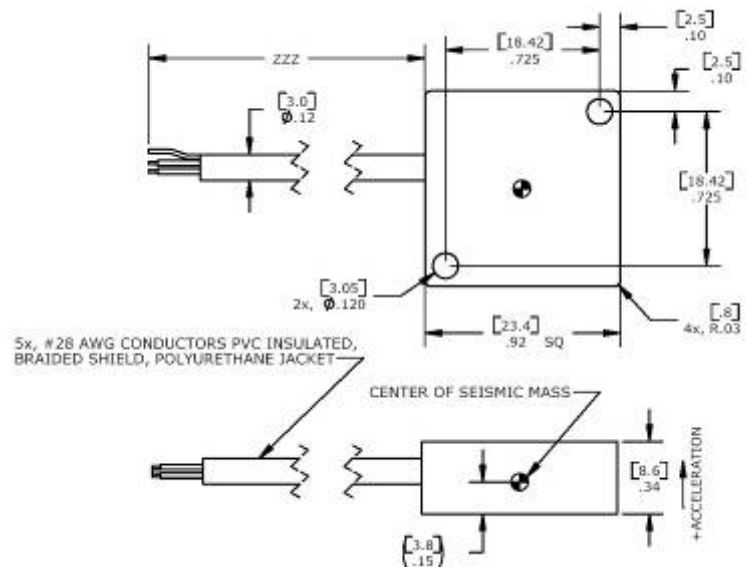 [2.5]
.10
[18.42]
.725
ZZZ
[2.5]
.10
[3.0]
Ø.12
[18.42]
.725
[3.05]
2x, Ø.120
[.8]
4x, R.03
[23.4]
.92 SQ
5x, #28 AWG CONDUCTORS PVC INSULATED,
BRAIDED SHIELD, POLYURETHANE JACKET
CENTER OF SEISMIC MASS
[8.6]
.34
+ACCELERATION
([3.8]
.15)